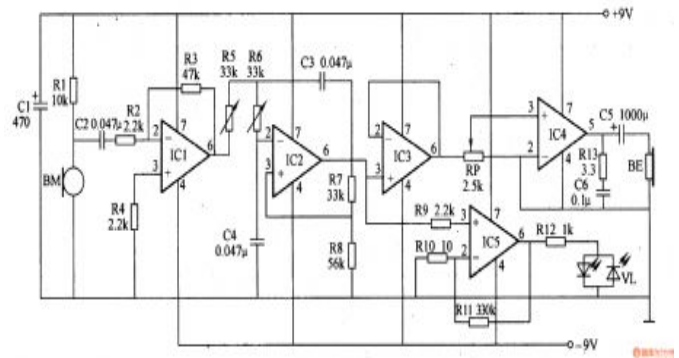 +9V
C1
470
R1
10k
BM
C2 0.047μ
R2
2.2k
R4
2.2k
R3
47k
2
3
7
4
6
IC1
R5
33k
R6
33k
C4
0.047μ
2
3
7
4
6
IC2
C3 0.047μ
R7
33k
R8
56k
2
3
7
4
6
IC3
RP
2.5k
R9 2.2k
R10 10
3
2
7
4
6
IC5
R11 330k
R12 1k
VL
3
2
7
4
5
IC4
C5 1000μ
R13
3.3
C6
0.1μ
BE
−9V